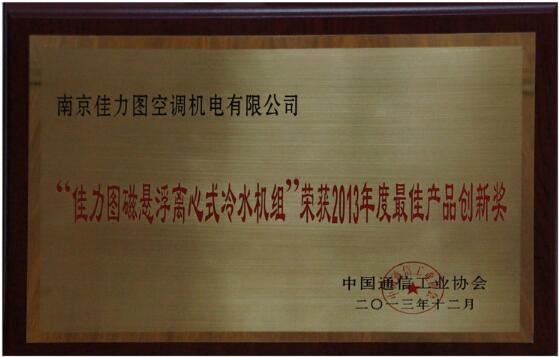 南京佳力图空调机电有限公司
“佳力图磁悬浮离心式冷水机组”荣获2013年度最佳产品创新奖
中国通信工业协会
二〇一三年十二月